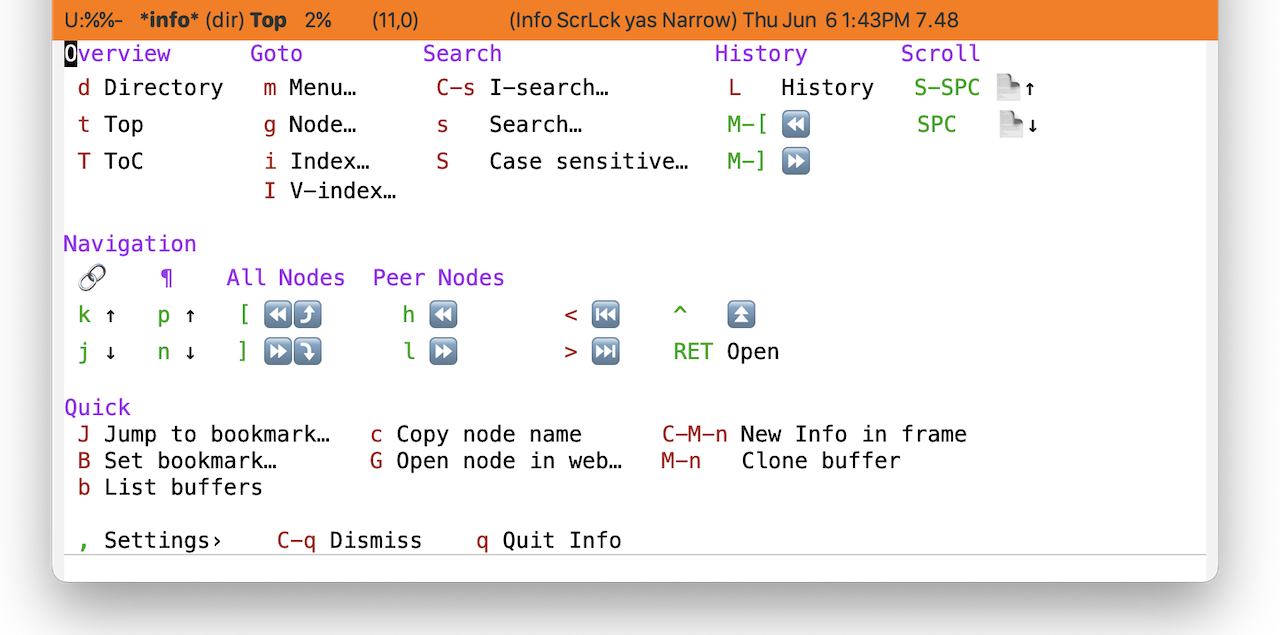 U:%%- *info* (dir) Top 2% (11,0) (Info ScrLck yas Narrow) Thu Jun 6 1:43PM 7.48
Overview Goto Search History Scroll
d Directory m Menu… C-s I-search… L History S-SPC ↑
t Top g Node… s Search… M-[ ⏪ SPC ↓
T ToC i Index… S Case sensitive… M-] ⏩
I V-index…
Navigation
🔗 ¶ All Nodes Peer Nodes
k ↑ p ↑ [ ⏪⤴ h ⏪ < ⏮ ^ ⏫
j ↓ n ↓ ] ⏩⤵ l ⏩ > ⏭ RET Open
Quick
J Jump to bookmark… c Copy node name C-M-n New Info in frame
B Set bookmark… G Open node in web… M-n Clone buffer
b List buffers
, Settings› C-q Dismiss q Quit Info